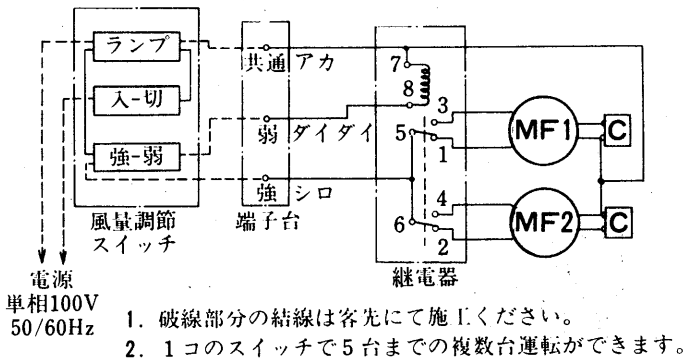 ランプ
入-切
強-弱
風量調節
スイッチ
電源
単相100V
50/60Hz
共通 アカ
弱 ダイダイ
強 シロ
端子台
7
8
3
5
1
4
6
2
継電器
MF1
C
MF2
C
1. 破線部分の結線は客先にて施工ください。
2. 1コのスイッチで5台までの複数台運転ができます。